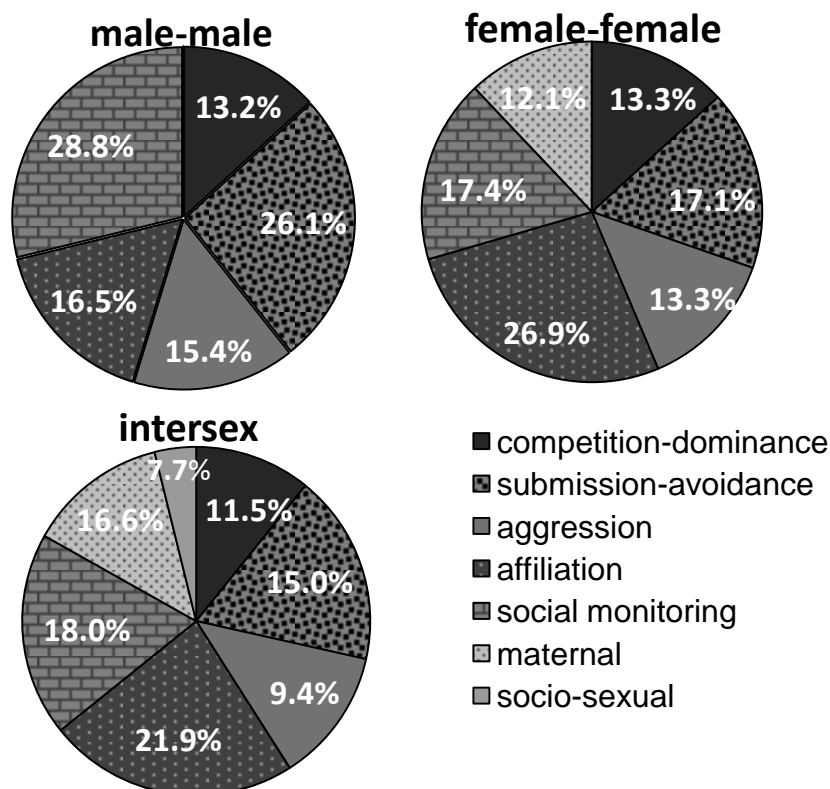 male-male
13.2%
26.1%
15.4%
16.5%
28.8%
female-female
13.3%
17.1%
13.3%
26.9%
17.4%
12.1%
intersex
11.5%
15.0%
9.4%
21.9%
18.0%
16.6%
7.7%
competition-dominance
submission-avoidance
aggression
affiliation
social monitoring
maternal
socio-sexual